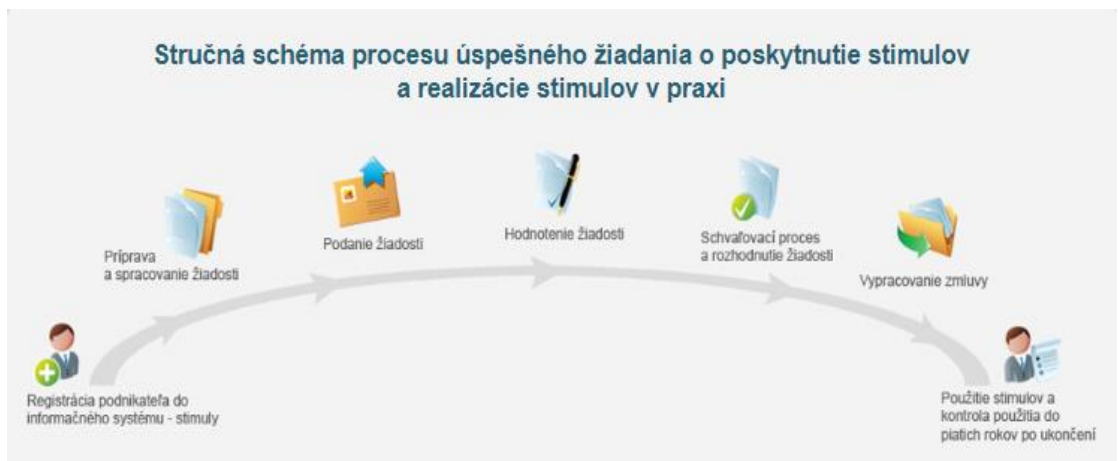 Stručná schéma procesu úspešného žiadania o poskytnutie stimulov
a realizácie stimulov v praxi
Registrácia podnikateľa do
informačného systému - stimuly
Príprava
a spracovanie žiadosti
Podanie žiadosti
Hodnotenie žiadosti
Schvaľovací proces
a rozhodnutie žiadosti
Vypracovanie zmluvy
Použitie stimulov a
kontrola použitia do
piatich rokov po ukončení